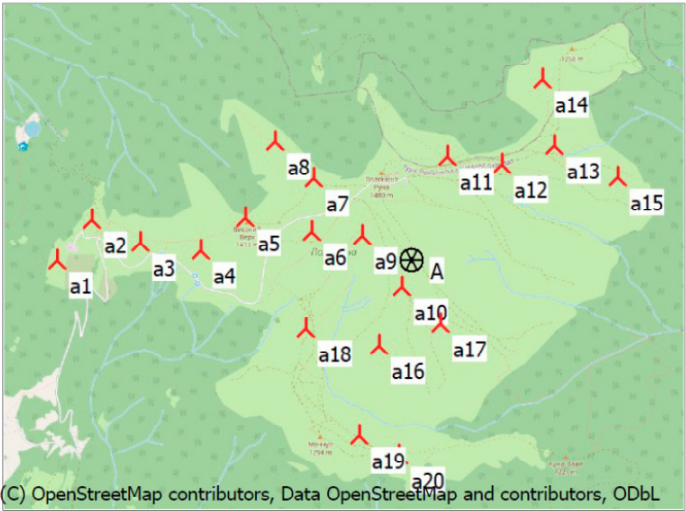 1258 m
a14
a13
a8
a11
a12
a15
a7
a2
a5
a3
a4
a6
a9
A
a1
a10
a18
a17
a16
a19
a20
(C) OpenStreetMap contributors, Data OpenStreetMap and contributors, ODbL